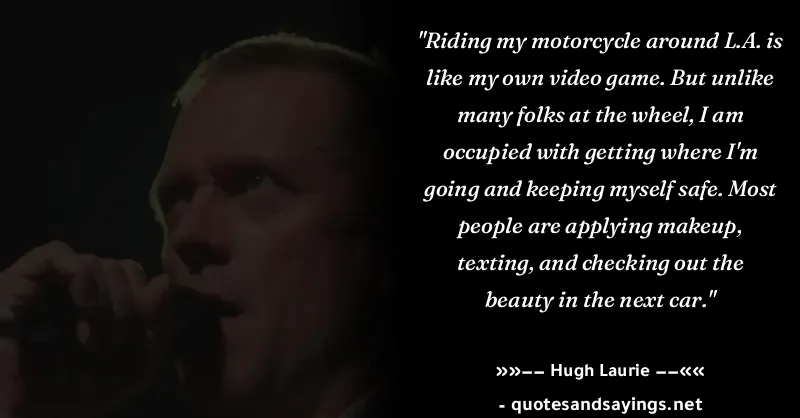 "Riding my motorcycle around L.A. is
like my own video game. But unlike
many folks at the wheel, I am
occupied with getting where I'm
going and keeping myself safe. Most
people are applying makeup,
texting, and checking out the
beauty in the next car."
»»−− Hugh Laurie −−««
- quotesandsayings.net